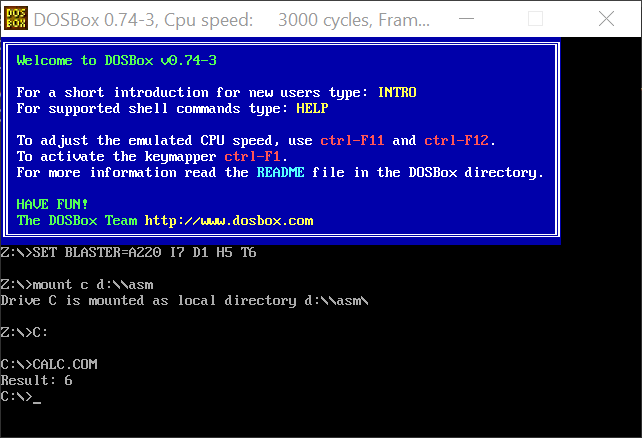 DOS
BOX
DOSBox 0.74-3, Cpu speed:    3000 cycles, Fram...
Welcome to DOSBox v0.74-3
For a short introduction for new users type: INTRO
For supported shell commands type: HELP
To adjust the emulated CPU speed, use ctrl-F11 and ctrl-F12.
To activate the keymapper ctrl-F1.
For more information read the README file in the DOSBox directory.
HAVE FUN!
The DOSBox Team http://www.dosbox.com
Z:\>SET BLASTER=A220 I7 D1 H5 T6
Z:\>mount c d:\\asm
Drive C is mounted as local directory d:\\asm\
Z:\>C:
C:\>CALC.COM
Result: 6
C:\>_